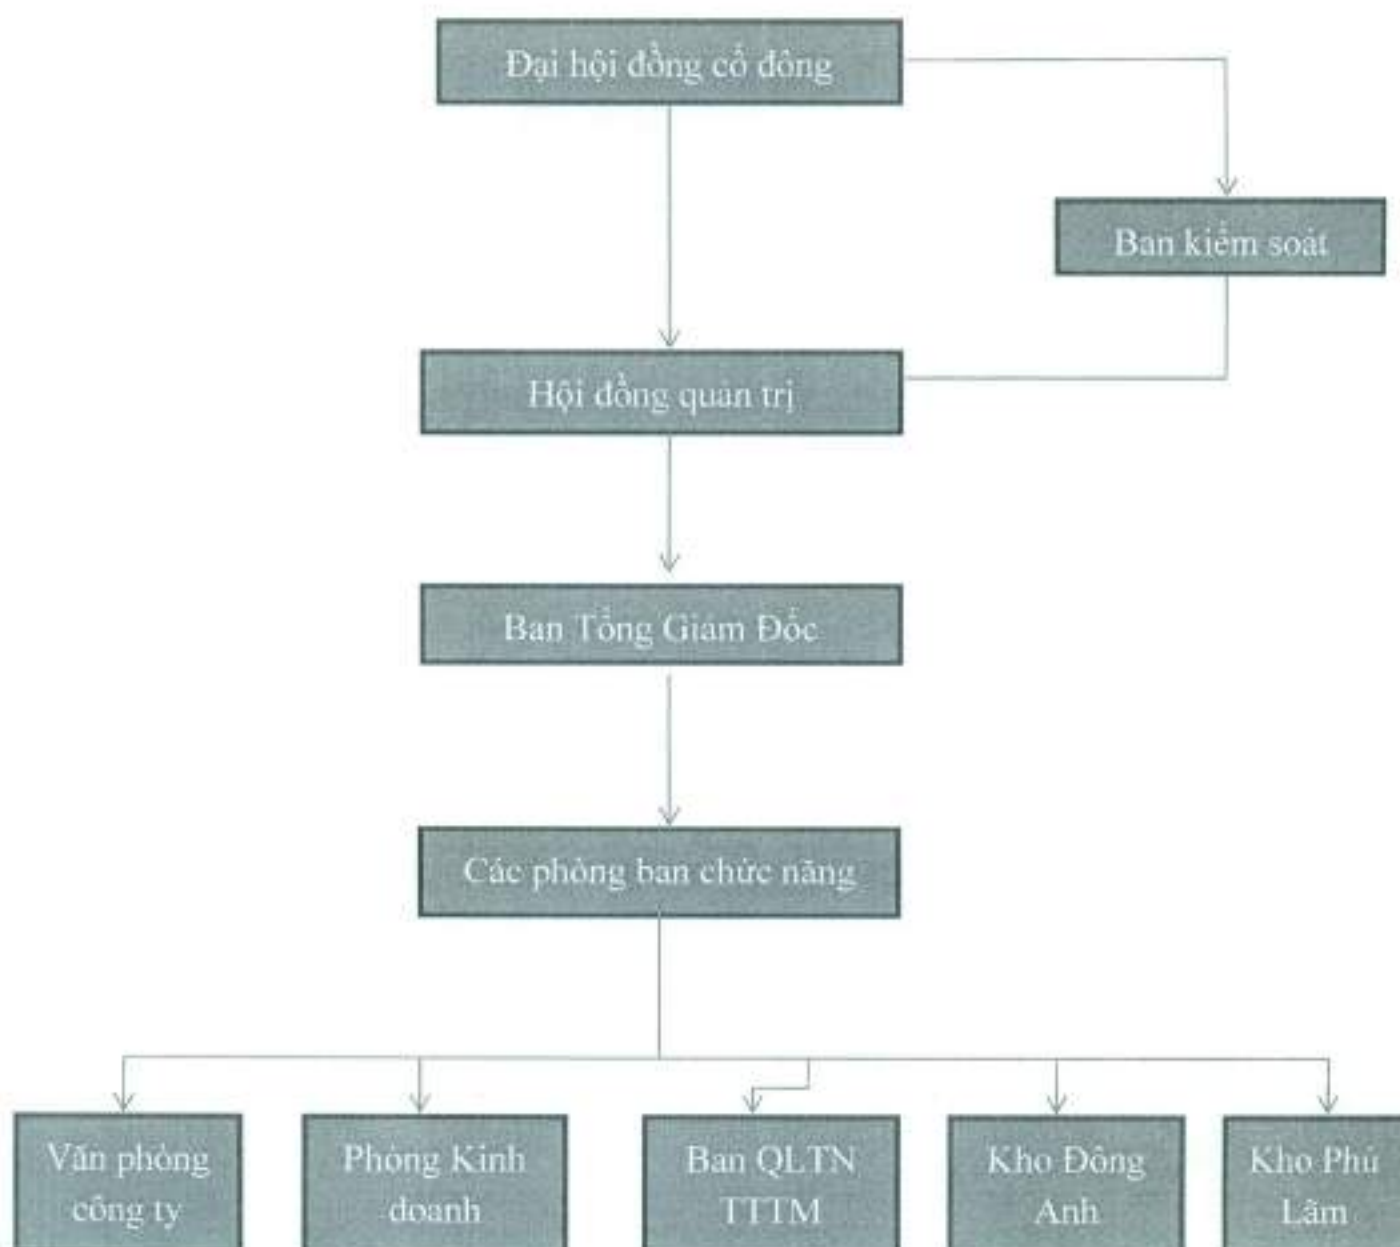 Đại hội đồng cổ đông
Ban kiểm soát
Hội đồng quản trị
Ban Tổng Giám Đốc
Các phòng ban chức năng
Văn phòng
công ty
Phòng Kinh
doanh
Ban QLTN
TTTM
Kho Đông
Anh
Kho Phú
Lãm